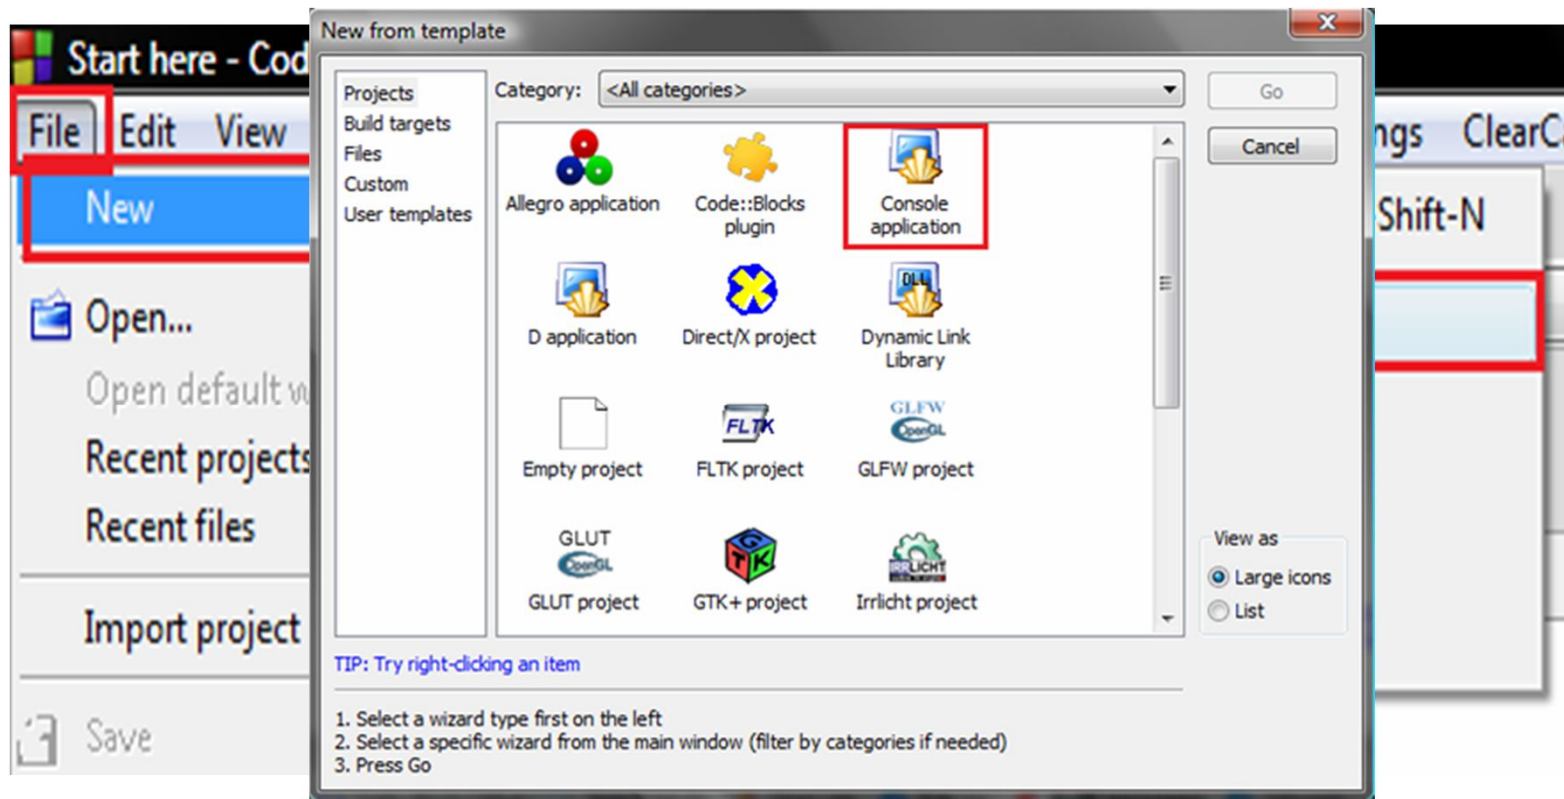 Start here - Cod
File Edit View
New
Open...
Open default w
Recent projects
Recent files
Import project
Save
New from template
Projects
Build targets
Files
Custom
User templates
Category: <All categories>
Go
Cancel
Allegro application
Code::Blocks
plugin
Console
application
D application
Direct/X project
DLL
Dynamic Link
Library
Empty project
FLTK
FLTK project
GLFW
OpenGL
GLFW project
GLUT
OpenGL
GLUT project
GTK
GTK+ project
IRRLICHT
Irrlicht project
View as
Large icons
List
TIP: Try right-clicking an item
1. Select a wizard type first on the left
2. Select a specific wizard from the main window (filter by categories if needed)
3. Press Go
ngs ClearCa
Shift-N